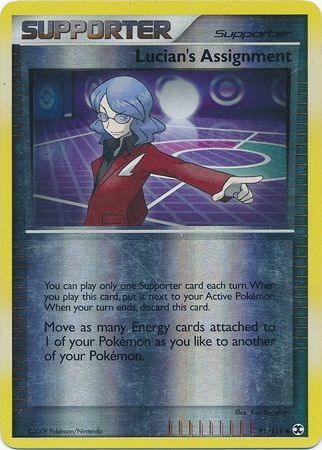 SUPPORTER
Supporter
Lucian's Assignment
You can play only one Supporter card each turn. When
you play this card, put it next to your Active Pokémon.
When your turn ends, discard this card.
Move as many Energy cards attached to
1 of your Pokémon as you like to another
of your Pokémon.
Illus. Ken Sugimori
©2009 Pokémon/Nintendo
92/111